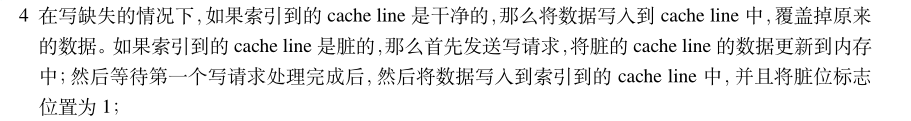 4 在写缺失的情况下,如果索引到的 cache line 是干净的,那么将数据写入到 cache line 中,覆盖掉原来
的数据。如果索引到的 cache line 是脏的,那么首先发送写请求,将脏的 cache line 的数据更新到内存
中;然后等待第一个写请求处理完成后,然后将数据写入到索引到的 cache line 中,并且将脏位标志
位置为 1;